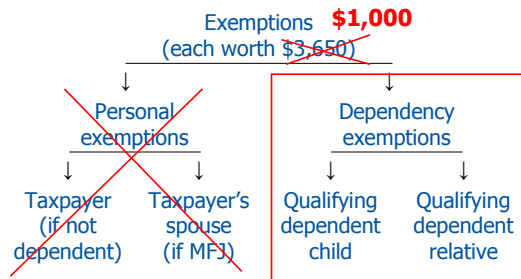 Exemptions $1,000
(each worth $3,650)
↓ ↓
Personal Dependency
exemptions exemptions
↓ ↓ ↓ ↓
Taxpayer Taxpayer's Qualifying Qualifying
(if not spouse dependent dependent
dependent) (if MFJ) child relative